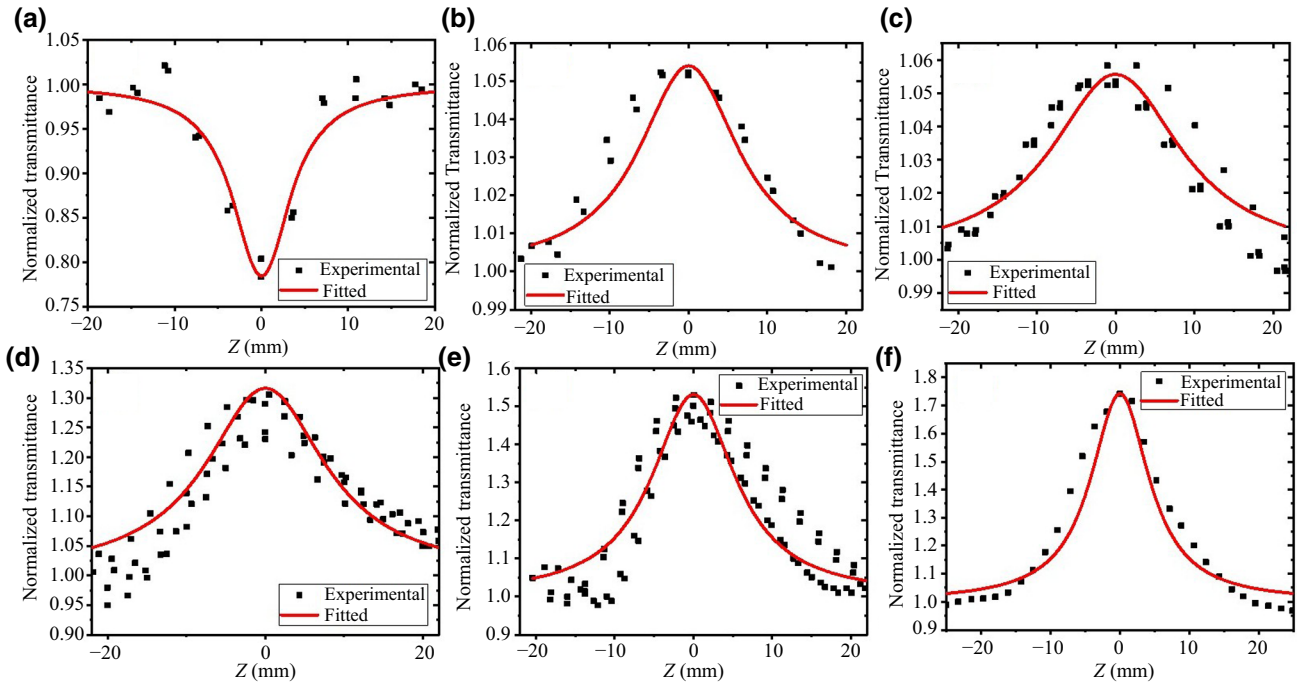 (a)
1.05
1.00
0.95
0.90
0.85
0.80
0.75
Normalized transmittance
Experimental
Fitted
−20 −10 0 10 20
Z (mm)
(b)
1.06
1.05
1.04
1.03
1.02
1.01
1.00
0.99
Normalized Transmittance
Experimental
Fitted
−20 −10 0 10 20
Z (mm)
(c)
1.06
1.05
1.04
1.03
1.02
1.01
1.00
0.99
Normalized Transmittance
Experimental
Fitted
−20 −10 0 10 20
Z (mm)
(d)
1.35
1.30
1.25
1.20
1.15
1.10
1.05
1.00
0.95
0.90
Normalized transmittance
Experimental
Fitted
−20 −10 0 10 20
Z (mm)
(e)
1.6
1.5
1.4
1.3
1.2
1.1
1.0
0.9
Normalized transmittance
Experimental
Fitted
−20 −10 0 10 20
Z (mm)
(f)
1.8
1.7
1.6
1.5
1.4
1.3
1.2
1.1
1.0
0.9
Normalized transmittance
Experimental
Fitted
−20 −10 0 10 20
Z (mm)